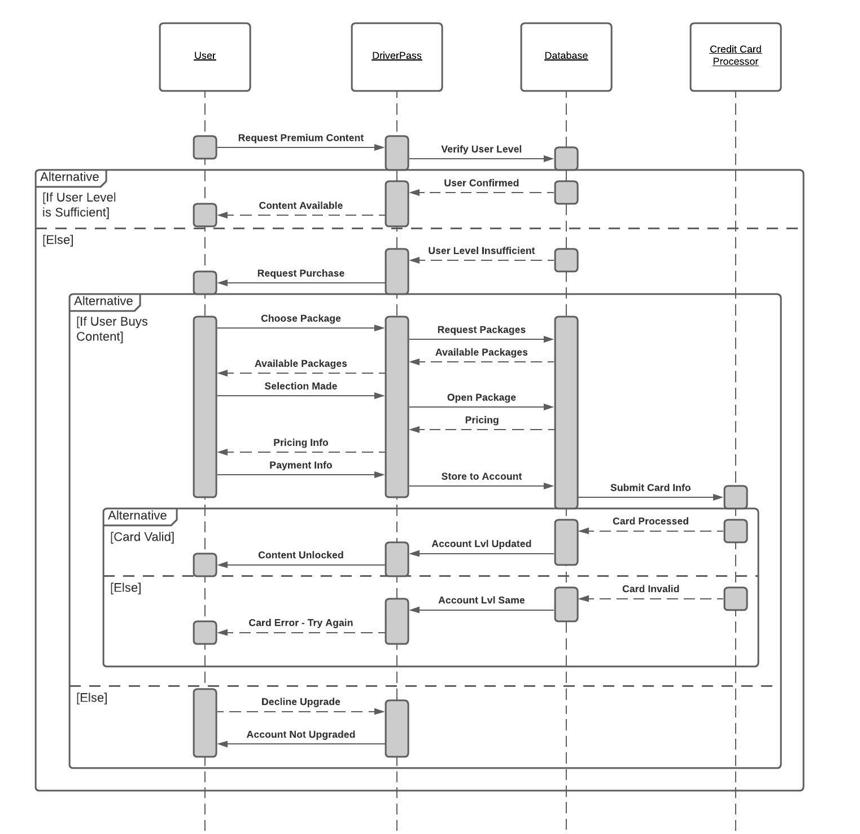 User
DriverPass
Database
Credit Card
Processor
Request Premium Content
Verify User Level
Alternative
[If User Level
is Sufficient]
User Confirmed
Content Available
[Else]
User Level Insufficient
Request Purchase
Alternative
[If User Buys
Content]
Choose Package
Request Packages
Available Packages
Available Packages
Selection Made
Open Package
Pricing
Pricing Info
Payment Info
Store to Account
Submit Card Info
Alternative
[Card Valid]
Card Processed
Account Lvl Updated
Content Unlocked
[Else]
Card Invalid
Account Lvl Same
Card Error - Try Again
[Else]
Decline Upgrade
Account Not Upgraded